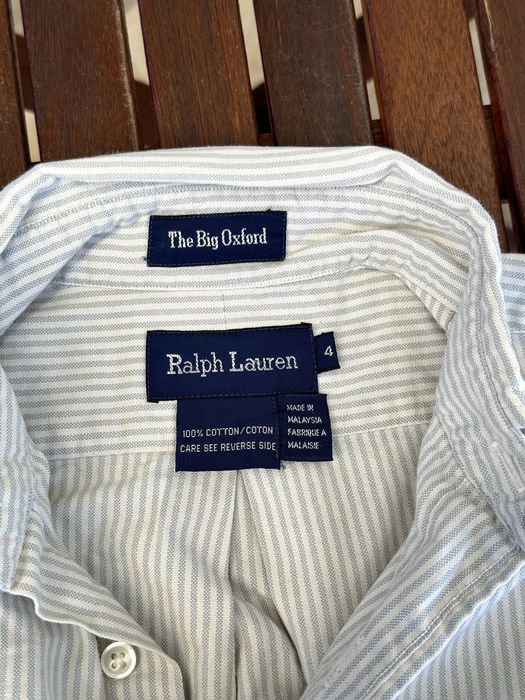 The Big Oxford
Ralph Lauren
4
100% COTTON/COTON
CARE SEE REVERSE SIDE
MADE IN
MALAYSIA
FABRIQUE A
MALAISIE